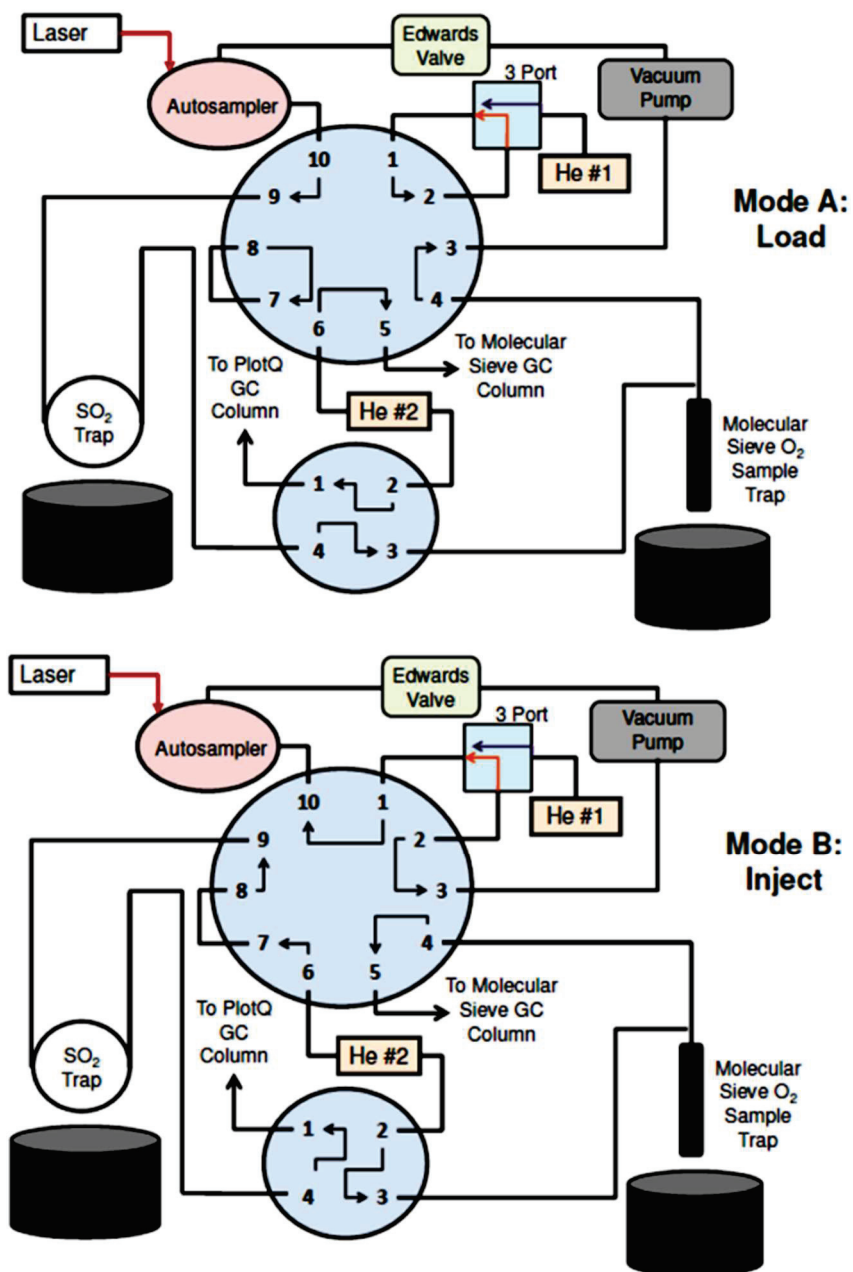 Laser
Edwards
Valve
3 Port
Vacuum
Pump
Autosampler
He #1
10
1
9
2
Mode A:
Load
8
3
7
4
6
5
To PlotQ
GC
Column
To Molecular
Sieve GC
Column
SO₂
Trap
He #2
Molecular
Sieve O₂
Sample
Trap
1
2
4
3
Laser
Edwards
Valve
3 Port
Vacuum
Pump
Autosampler
He #1
10
1
9
2
Mode B:
Inject
8
3
7
4
6
5
To PlotQ
GC
Column
To Molecular
Sieve GC
Column
SO₂
Trap
He #2
Molecular
Sieve O₂
Sample
Trap
1
2
4
3